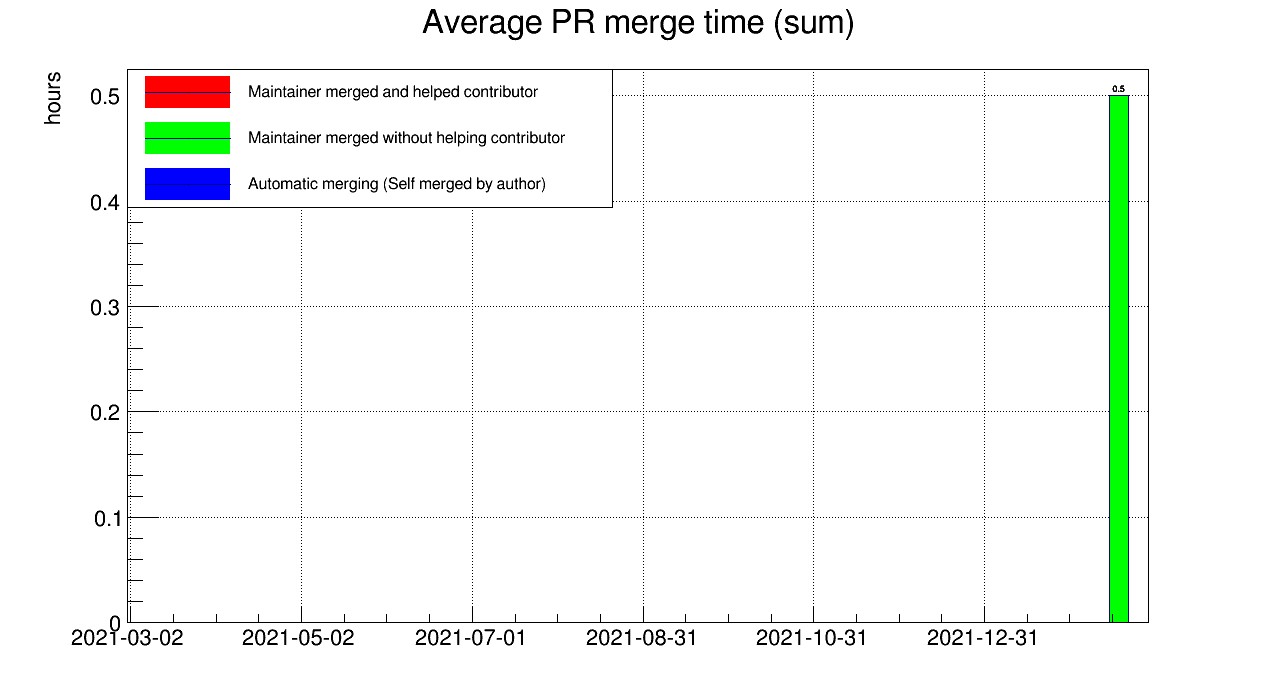 Average PR merge time (sum)
hours
Maintainer merged and helped contributor
Maintainer merged without helping contributor
Automatic merging (Self merged by author)
0.5
0.5
0.4
0.3
0.2
0.1
0
2021-03-02 2021-05-02 2021-07-01 2021-08-31 2021-10-31 2021-12-31